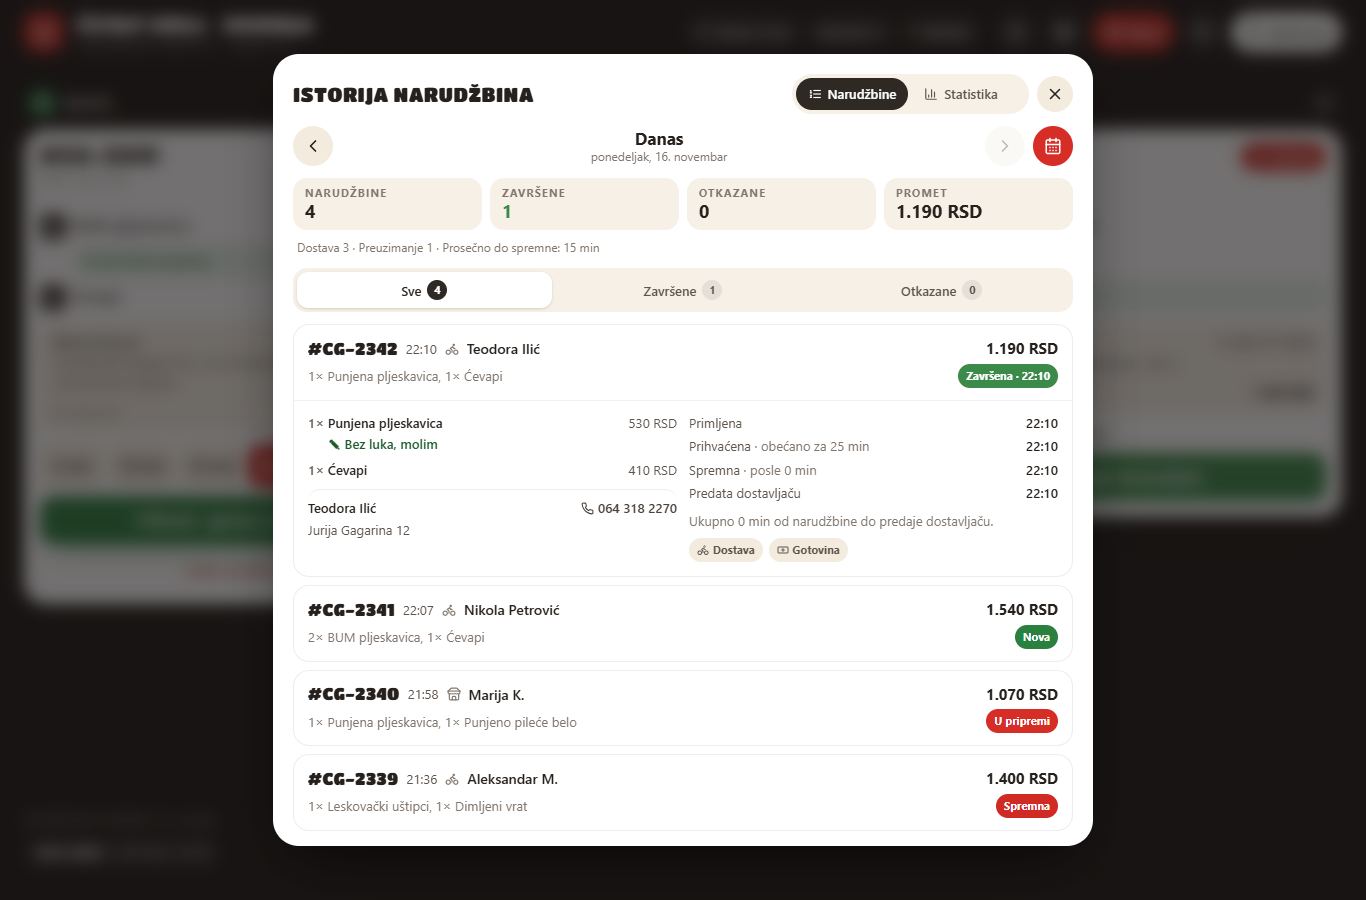 ISTORIJA NARUDŽBINA
Narudžbine
Statistika
Danas
ponedeljak, 16. novembar
NARUDŽBINE
4
ZAVRŠENE
1
OTKAZANE
0
PROMET
1.190 RSD
Dostava 3 · Preuzimanje 1 · Prosečno do spremne: 15 min
Sve 4
Završene 1
Otkazane 0
#CG-2342 22:10 Teodora Ilić 1.190 RSD
1× Punjena pljeskavica, 1× Ćevapi Završena · 22:10
1× Punjena pljeskavica 530 RSD
Bez luka, molim
1× Ćevapi 410 RSD
Teodora Ilić 064 318 2270
Jurija Gagarina 12
Primljena 22:10
Prihvaćena · obećano za 25 min 22:10
Spremna · posle 0 min 22:10
Predata dostavljaču 22:10
Ukupno 0 min od narudžbine do predaje dostavljaču.
Dostava Gotovina
#CG-2341 22:07 Nikola Petrović 1.540 RSD
2× BUM pljeskavica, 1× Ćevapi Nova
#CG-2340 21:58 Marija K. 1.070 RSD
1× Punjena pljeskavica, 1× Punjeno pileće belo U pripremi
#CG-2339 21:36 Aleksandar M. 1.400 RSD
1× Leskovački uštipci, 1× Dimljeni vrat Spremna